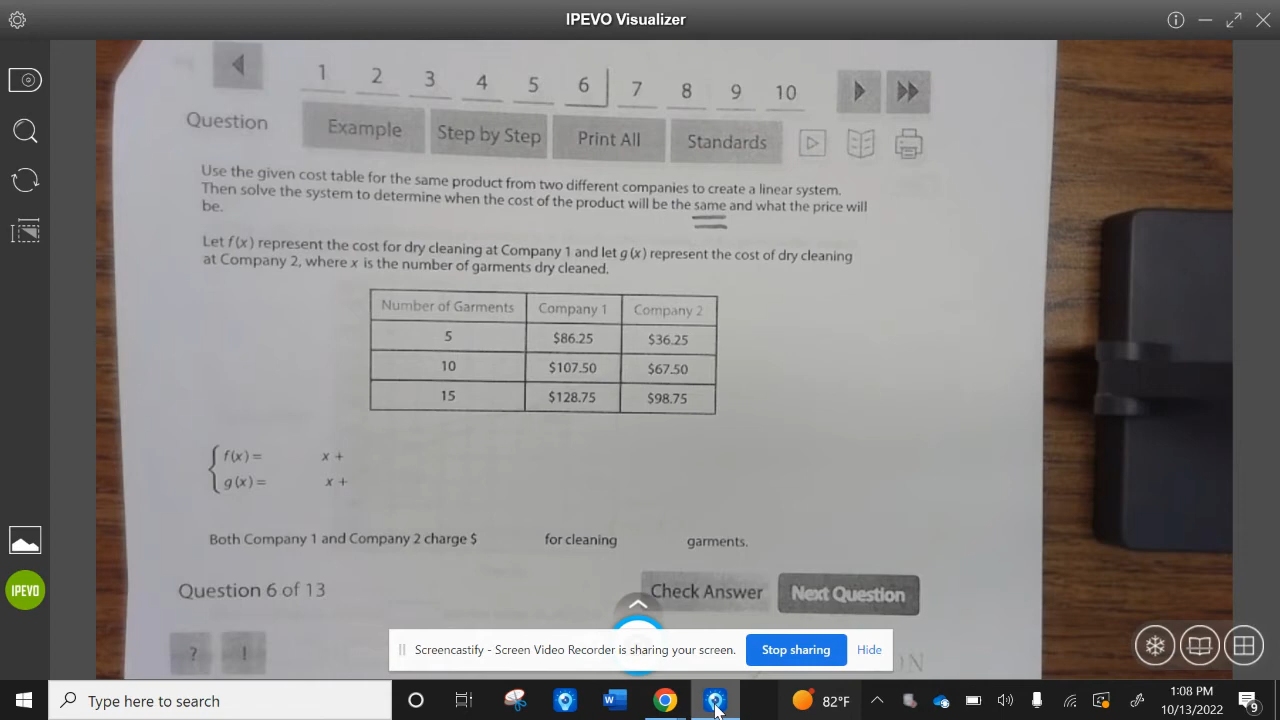 IPEVO Visualizer
1 2 3 4 5 6 7 8 9 10
Question Example Step by Step Print All Standards
Use the given cost table for the same product from two different companies to create a linear system.
Then solve the system to determine when the cost of the product will be the same and what the price will
be.
Let f(x) represent the cost for dry cleaning at Company 1 and let g(x) represent the cost of dry cleaning
at Company 2, where x is the number of garments dry cleaned.
Number of Garments Company 1 Company 2
5 $86.25 $36.25
10 $107.50 $67.50
15 $128.75 $98.75
f(x) = x +
g(x) = x +
Both Company 1 and Company 2 charge $ for cleaning garments.
IPEVO
Question 6 of 13 Check Answer Next Question
? !
Screencastify - Screen Video Recorder is sharing your screen. Stop sharing Hide
Type here to search
82°F
1:08 PM
10/13/2022
9